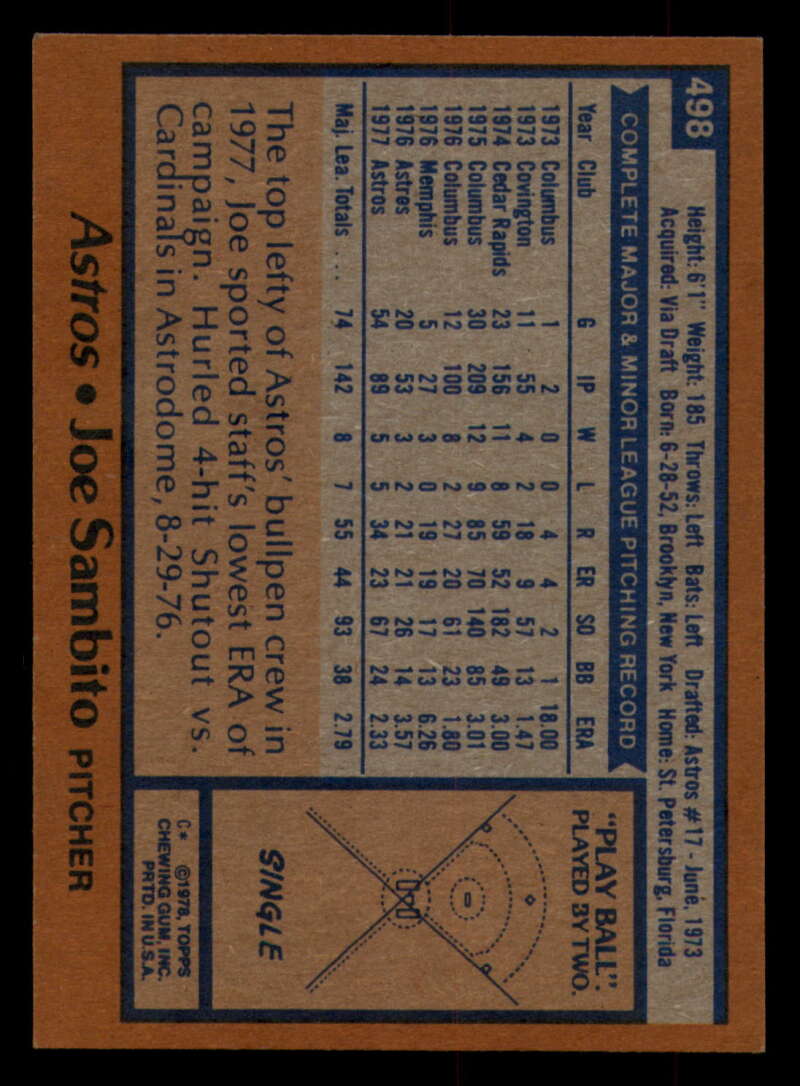 498
Height: 6'1" Weight: 185 Throws: Left Bats: Left Drafted: Astros #17 - June, 1973
Acquired: Via Draft Born: 6-28-52, Brooklyn, New York Home: St. Petersburg, Florida
COMPLETE MAJOR & MINOR LEAGUE PITCHING RECORD
Year Club G IP W L R ER SO BB ERA
1973 Columbus 1 2 0 0 4 4 2 1 18.00
1973 Covington 11 55 4 2 18 9 57 13 1.47
1974 Cedar Rapids 23 156 11 8 59 52 182 49 3.00
1975 Columbus 30 209 12 9 85 70 140 85 3.01
1976 Columbus 12 100 8 2 27 20 61 23 1.80
1976 Memphis 5 27 3 0 19 19 17 13 6.26
1976 Astres 20 53 3 2 21 21 26 14 3.57
1977 Astros 54 89 5 5 34 23 67 24 2.33
Maj. Lea. Totals .... 74 142 8 7 55 44 93 38 2.79
The top lefty of Astros' bullpen crew in
1977, Joe sported staff's lowest ERA of
campaign. Hurled 4-hit Shutout vs.
Cardinals in Astrodome, 8-29-76.
"PLAY BALL".
PLAYED BY TWO.
SINGLE
C* ©1978, TOPPS
CHEWING GUM, INC.
PRTD. IN U.S.A.
Astros • Joe Sambito PITCHER